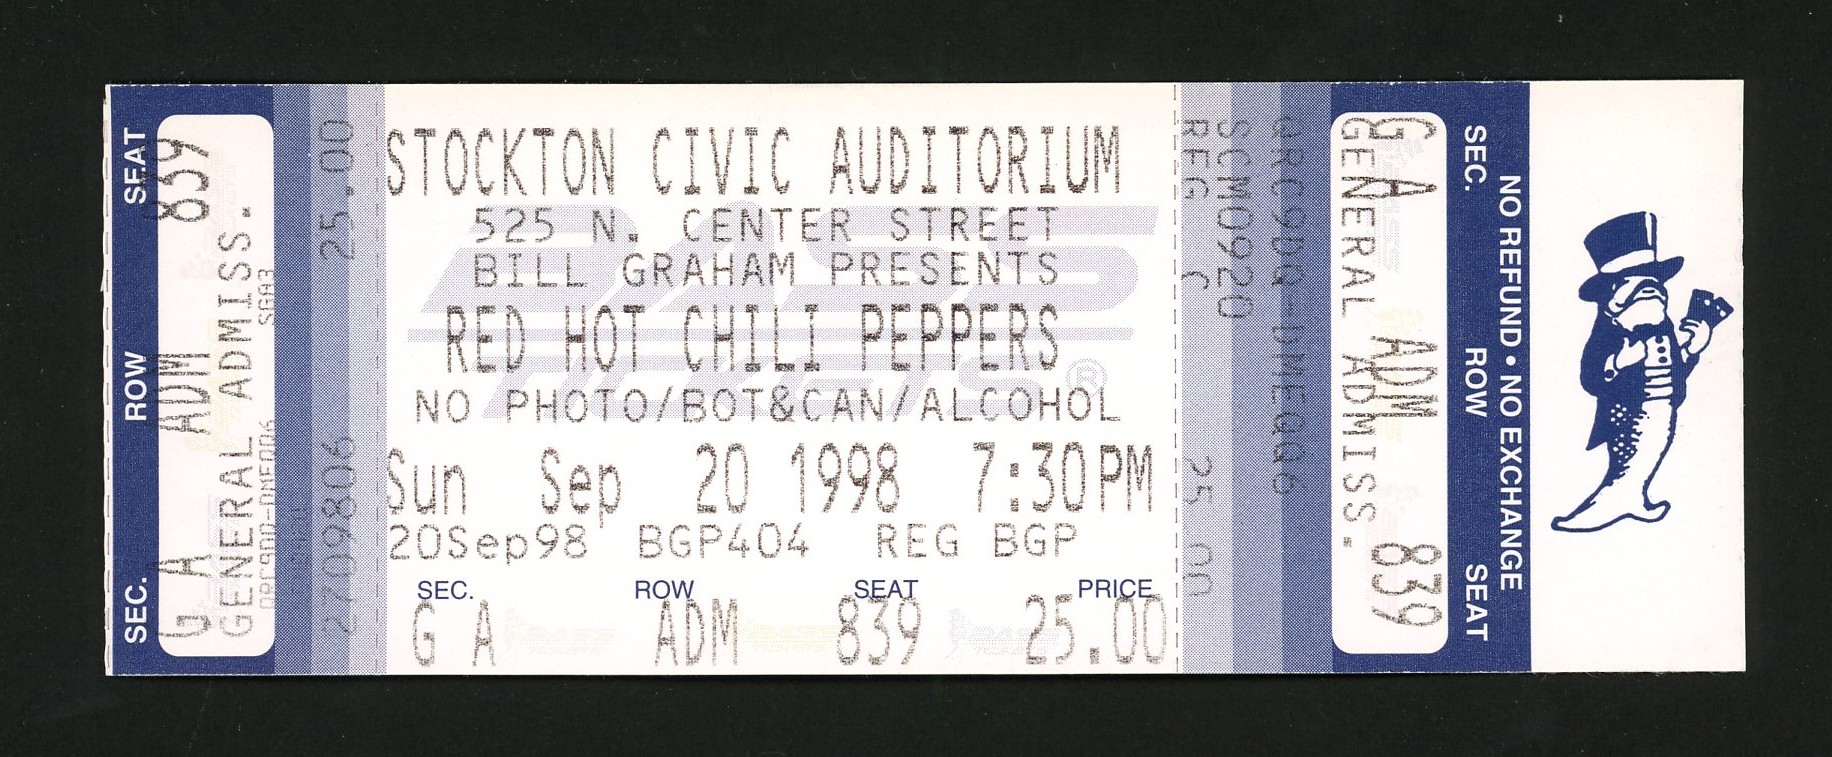 SEAT
ROW
SEC.
839
ADM
G A
GENERAL ADMISS.
SGA3
25.00
2709806
STOCKTON CIVIC AUDITORIUM
525 N. CENTER STREET
BILL GRAHAM PRESENTS
RED HOT CHILI PEPPERS
NO PHOTO/BOT&CAN/ALCOHOL
Sun Sep 20 1998 7:30PM
20Sep98 BGP404 REG BGP
SEC. ROW SEAT PRICE
G A ADM 839 25.00
BASS
TICKETS
®
REG C 25.00
SCM0920
GENERAL ADMISS.
G A ADM 839
SEC. ROW SEAT
NO REFUND • NO EXCHANGE